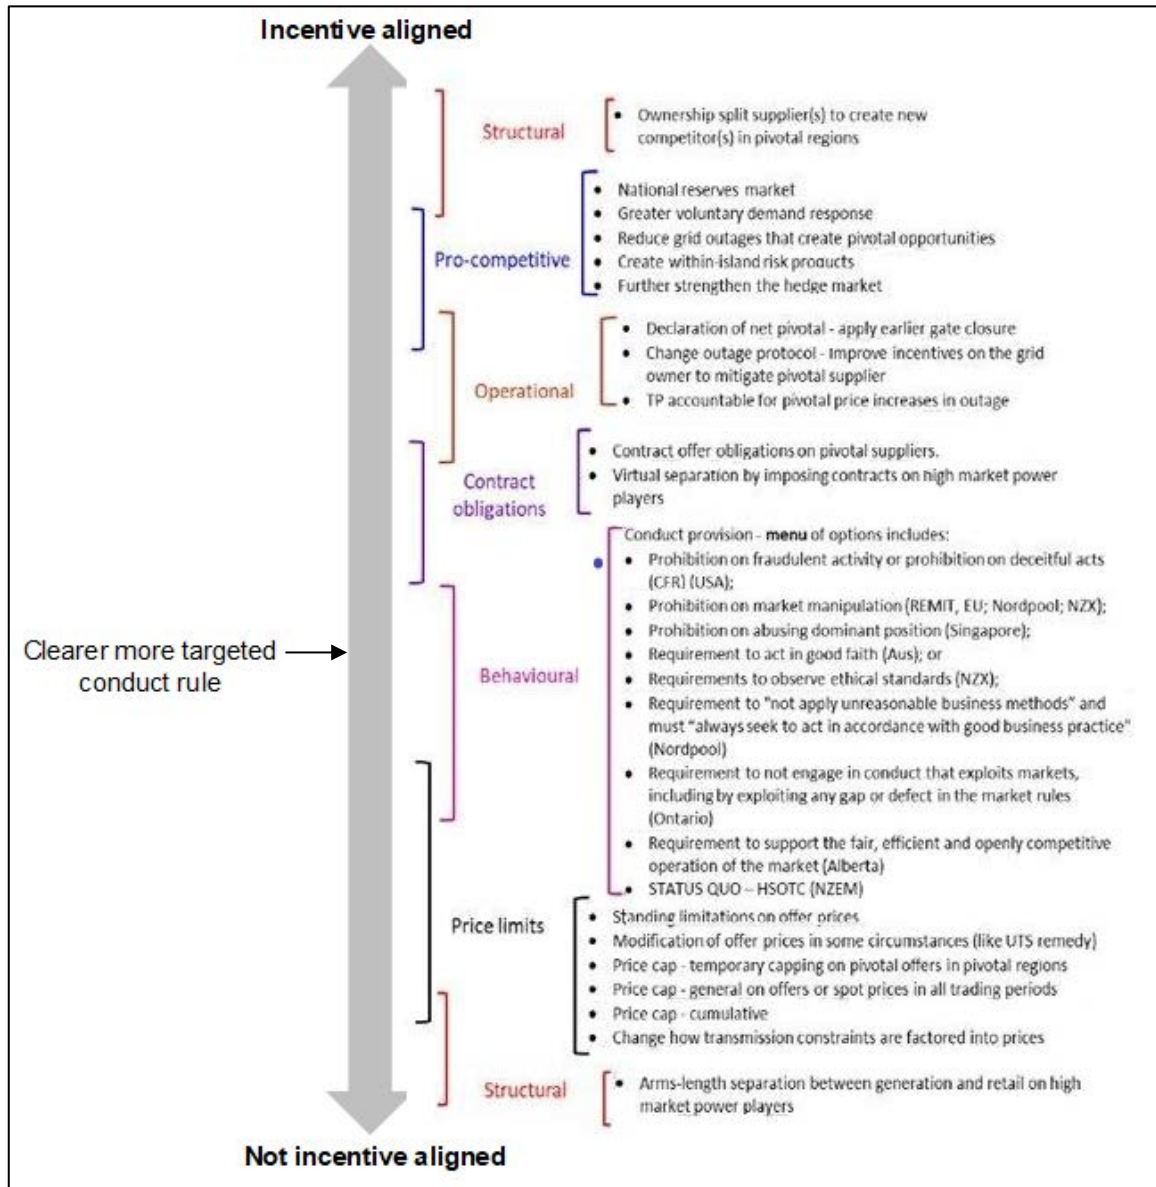 Incentive aligned
Structural
• Ownership split supplier(s) to create new
competitor(s) in pivotal regions
Pro-competitive
• National reserves market
• Greater voluntary demand response
• Reduce grid outages that create pivotal opportunities
• Create within-island risk products
• Further strengthen the hedge market
Operational
• Declaration of net pivotal - apply earlier gate closure
• Change outage protocol - Improve incentives on the grid
owner to mitigate pivotal supplier
• TP accountable for pivotal price increases in outage
Contract
obligations
• Contract offer obligations on pivotal suppliers.
• Virtual separation by imposing contracts on high market power
players
Clearer more targeted
conduct rule
Behavioural
Conduct provision - menu of options includes:
• Prohibition on fraudulent activity or prohibition on deceitful acts
(CFR) (USA);
• Prohibition on market manipulation (REMIT, EU; Nordpool; NZX);
• Prohibition on abusing dominant position (Singapore);
• Requirement to act in good faith (Aus); or
• Requirements to observe ethical standards (NZX);
• Requirement to "not apply unreasonable business methods" and
must "always seek to act in accordance with good business practice"
(Nordpool)
• Requirement to not engage in conduct that exploits markets,
including by exploiting any gap or defect in the market rules
(Ontario)
• Requirement to support the fair, efficient and openly competitive
operation of the market (Alberta)
• STATUS QUO – HSOTC (NZEM)
Price limits
• Standing limitations on offer prices
• Modification of offer prices in some circumstances (like UTS remedy)
• Price cap - temporary capping on pivotal offers in pivotal regions
• Price cap - general on offers or spot prices in all trading periods
• Price cap - cumulative
• Change how transmission constraints are factored into prices
Structural
• Arms-length separation between generation and retail on high
market power players
Not incentive aligned